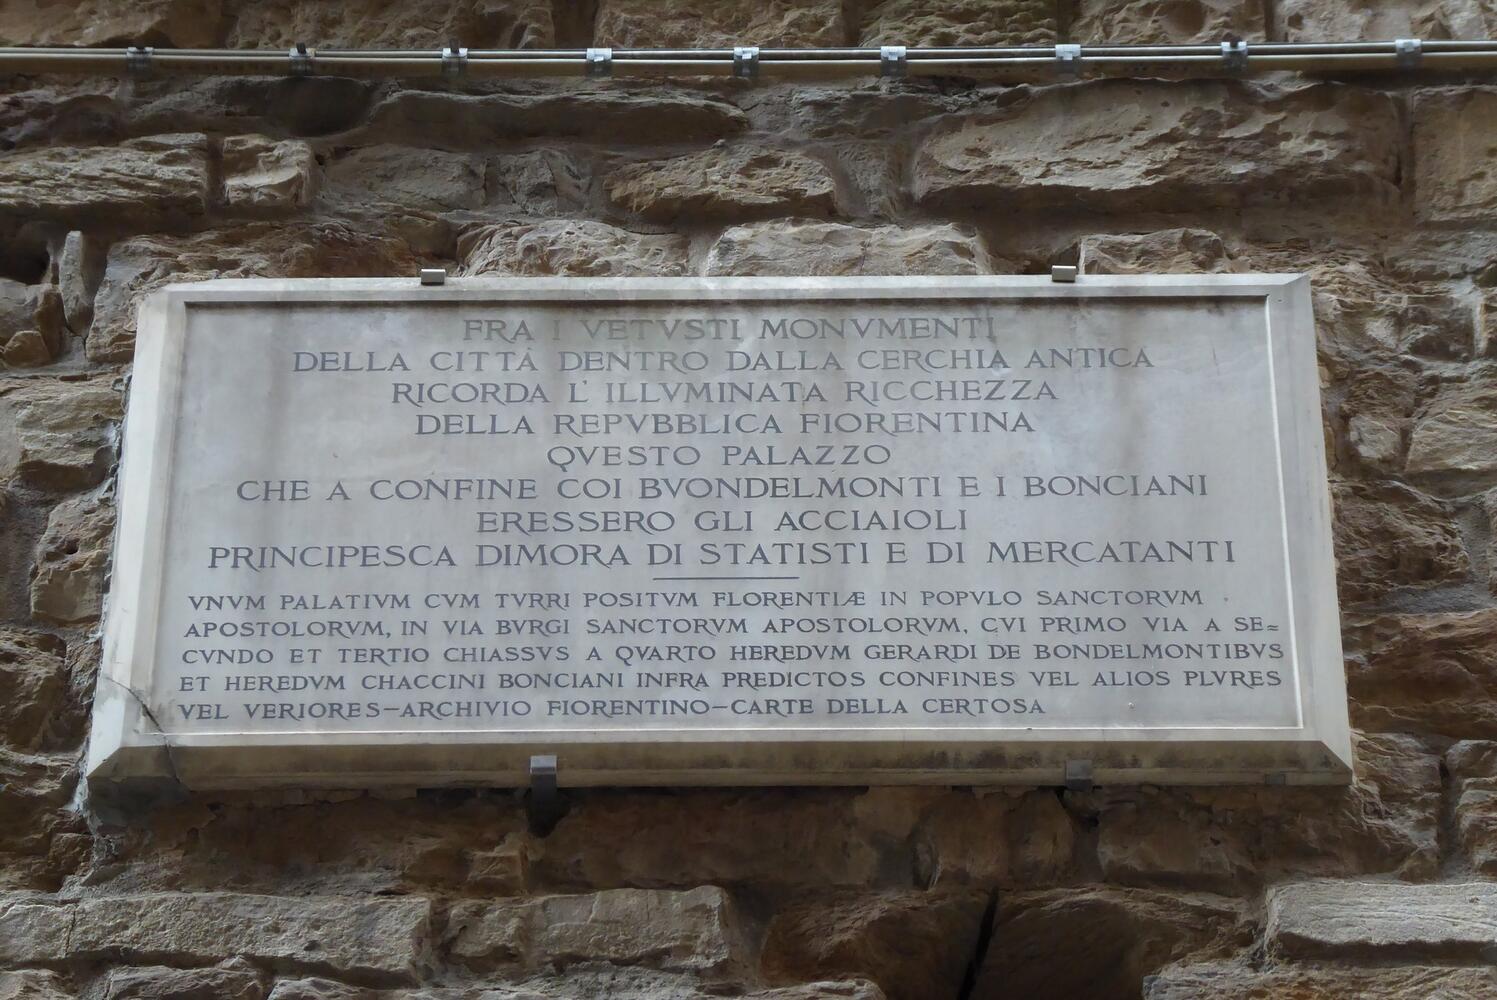 FRA I VETVSTI MONVMENTI
DELLA CITTÀ DENTRO DALLA CERCHIA ANTICA
RICORDA L' ILLVMINATA RICCHEZZA
DELLA REPVBBLICA FIORENTINA
QVESTO PALAZZO
CHE A CONFINE COI BVONDELMONTI E I BONCIANI
ERESSERO GLI ACCIAIOLI
PRINCIPESCA DIMORA DI STATISTI E DI MERCATANTI
VNVM PALATIVM CVM TVRRI POSITVM FLORENTIÆ IN POPVLO SANCTORVM
APOSTOLORVM, IN VIA BVRGI SANCTORVM APOSTOLORVM, CVI PRIMO VIA A SE=
CVNDO ET TERTIO CHIASSVS A QVARTO HEREDVM GERARDI DE BONDELMONTIBVS
ET HEREDVM CHACCINI BONCIANI INFRA PREDICTOS CONFINES VEL ALIOS PLVRES
VEL VERIORES–ARCHIVIO FIORENTINO–CARTE DELLA CERTOSA